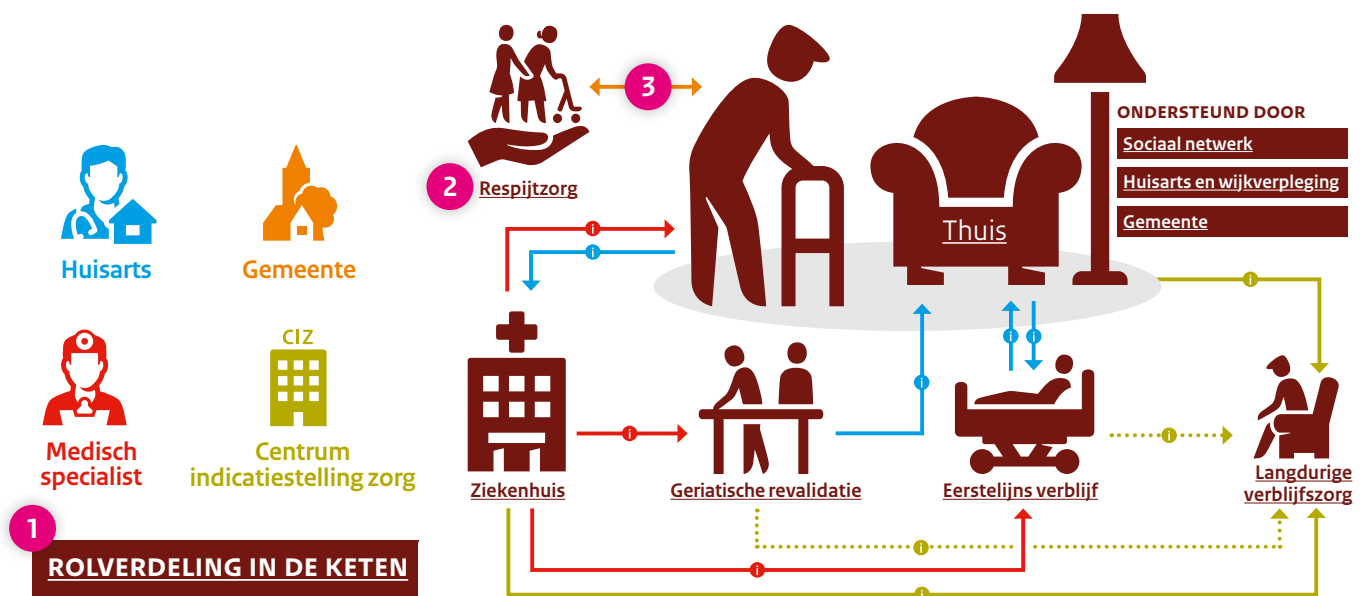 3
ONDERSTEUND DOOR
Sociaal netwerk
2 Respijtzorg
Huisarts en wijkverpleging
Gemeente
Thuis
i
i
Huisarts
Gemeente
i
CIZ
i
i
i
i
i
Medisch
specialist
Centrum
indicatiestelling zorg
Ziekenhuis
Geriatische revalidatie
Eerstelijns verblijf
Langdurige
verblijfszorg
1
ROLVERDELING IN DE KETEN
i
i
i